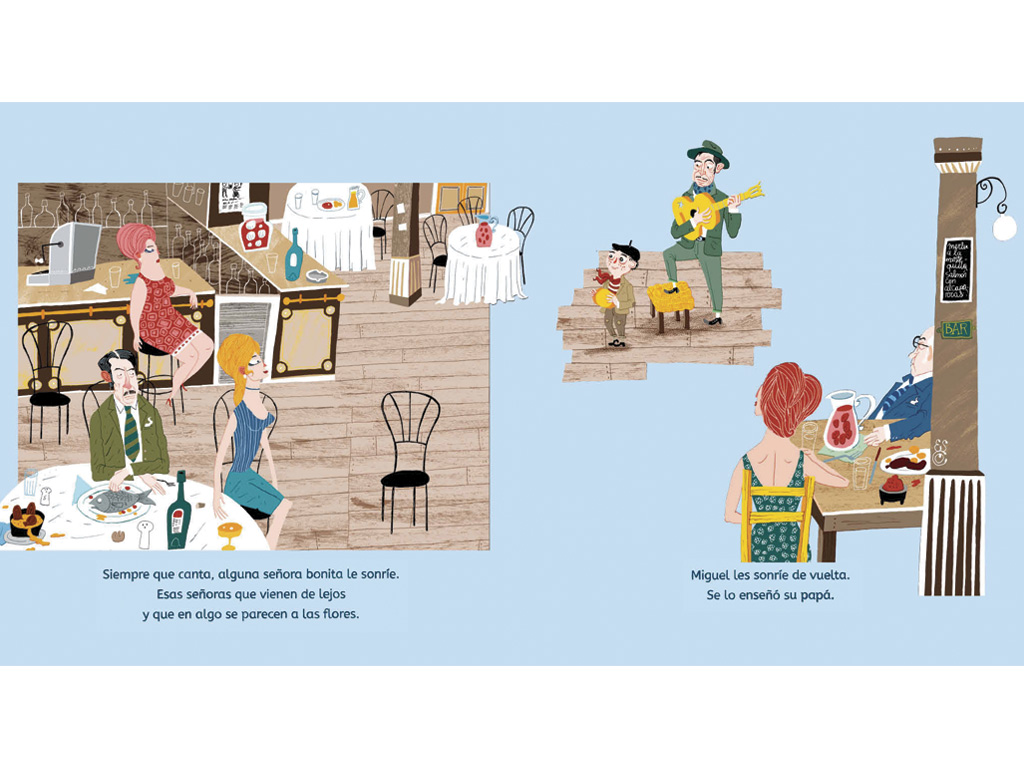 Siempre que canta, alguna señora bonita le sonríe.
Esas señoras que vienen de lejos
y que en algo se parecen a las flores.
BAR
Miguel les sonríe de vuelta.
Se lo enseñó su papá.